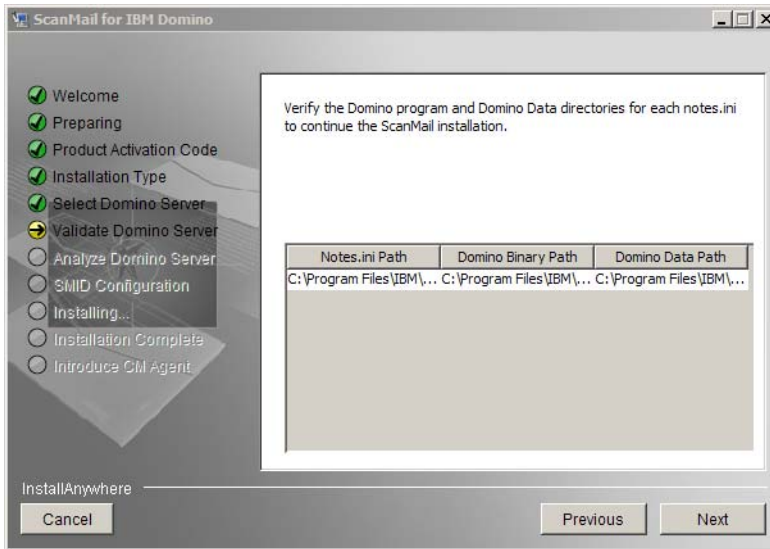 ScanMail for IBM Domino
Welcome
Preparing
Product Activation Code
Installation Type
Select Domino Server
Validate Domino Server
Analyze Domino Server
SMID Configuration
Installing...
Installation Complete
Introduce CM Agent
Verify the Domino program and Domino Data directories for each notes.ini
to continue the ScanMail installation.
Notes.ini Path Domino Binary Path Domino Data Path
C:\Program Files\IBM\... C:\Program Files\IBM\... C:\Program Files\IBM\...
InstallAnywhere
Cancel Previous Next